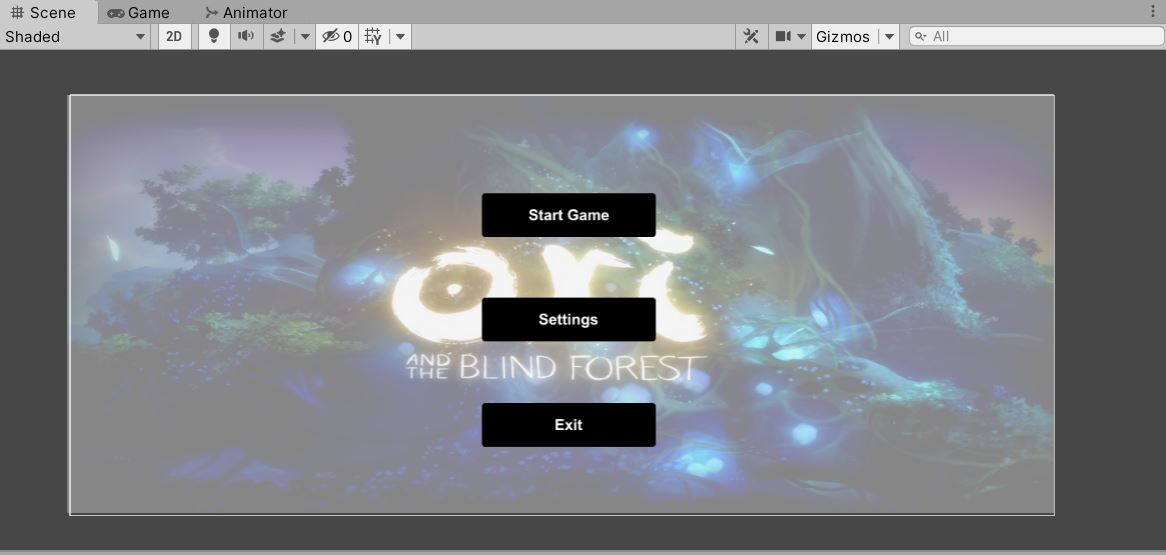 Scene Game Animator
Shaded 2D 0 Gizmos All
Start Game
ori
Settings
AND THE BLIND FOREST
Exit